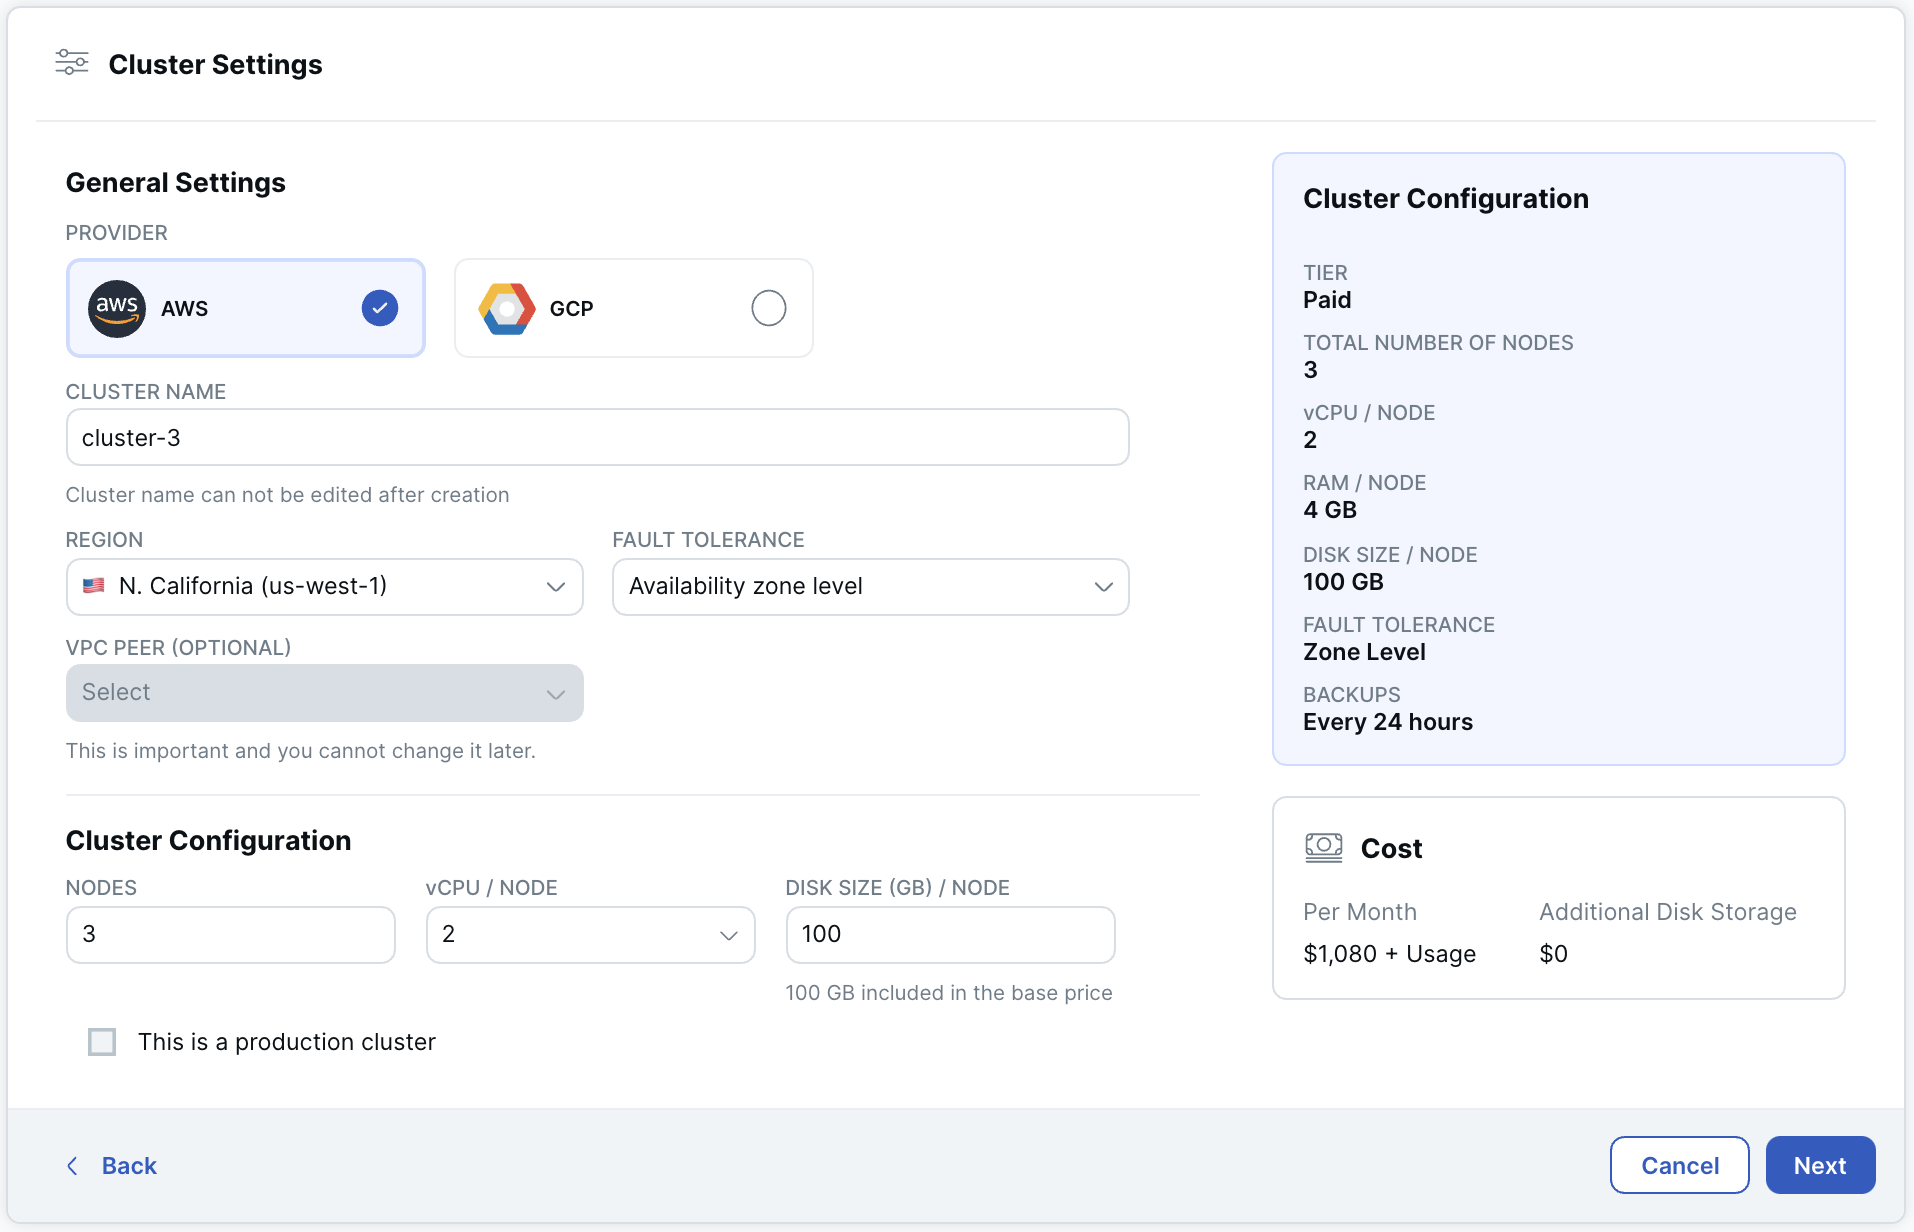 Cluster Settings
General Settings
PROVIDER
aws AWS
GCP
CLUSTER NAME
cluster-3
Cluster name can not be edited after creation
REGION
N. California (us-west-1)
FAULT TOLERANCE
Availability zone level
VPC PEER (OPTIONAL)
Select
This is important and you cannot change it later.
Cluster Configuration
NODES
3
vCPU / NODE
2
DISK SIZE (GB) / NODE
100
100 GB included in the base price
This is a production cluster
Cluster Configuration
TIER
Paid
TOTAL NUMBER OF NODES
3
vCPU / NODE
2
RAM / NODE
4 GB
DISK SIZE / NODE
100 GB
FAULT TOLERANCE
Zone Level
BACKUPS
Every 24 hours
Cost
Per Month
$1,080 + Usage
Additional Disk Storage
$0
Back
Cancel
Next